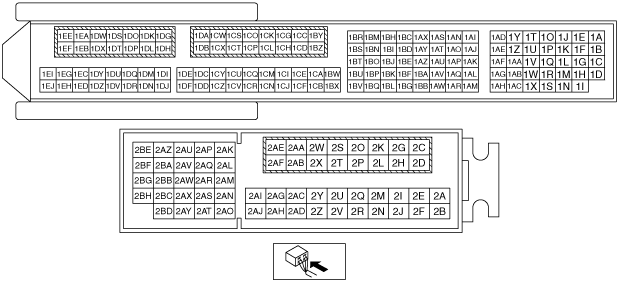 1EE 1EA 1DW 1DS 1DO 1DK 1DG
1EF 1EB 1DX 1DT 1DP 1DL 1DH
1DA 1CW 1CS 1CO 1CK 1CG 1CC 1BY
1DB 1CX 1CT 1CP 1CL 1CH 1CD 1BZ
1EI 1EG 1EC 1DY 1DU 1DQ 1DM 1DI
1EJ 1EH 1ED 1DZ 1DV 1DR 1DN 1DJ
1DE 1DC 1CY 1CU 1CQ 1CM 1CI 1CE 1CA 1BW
1DF 1DD 1CZ 1CV 1CR 1CN 1CJ 1CF 1CB 1BX
1BR 1BM 1BH 1BC 1AX 1AS 1AN 1AI
1BS 1BN 1BI 1BD 1AY 1AT 1AO 1AJ
1BT 1BO 1BJ 1BE 1AZ 1AU 1AP 1AK
1BU 1BP 1BK 1BF 1BA 1AV 1AQ 1AL
1BV 1BQ 1BL 1BG 1BB 1AW 1AR 1AM
1AD 1Y 1T 1O 1J 1E 1A
1AE 1Z 1U 1P 1K 1F 1B
1AF 1AA 1V 1Q 1L 1G 1C
1AG 1AB 1W 1R 1M 1H 1D
1AH 1AC 1X 1S 1N 1I
2BE 2AZ 2AU 2AP 2AK
2BF 2BA 2AV 2AQ 2AL
2BG 2BB 2AW 2AR 2AM
2BH 2BC 2AX 2AS 2AN
2BD 2AY 2AT 2AO
2AE 2AA 2W 2S 2O 2K 2G 2C
2AF 2AB 2X 2T 2P 2L 2H 2D
2AI 2AG 2AC 2Y 2U 2Q 2M 2I 2E 2A
2AJ 2AH 2AD 2Z 2V 2R 2N 2J 2F 2B